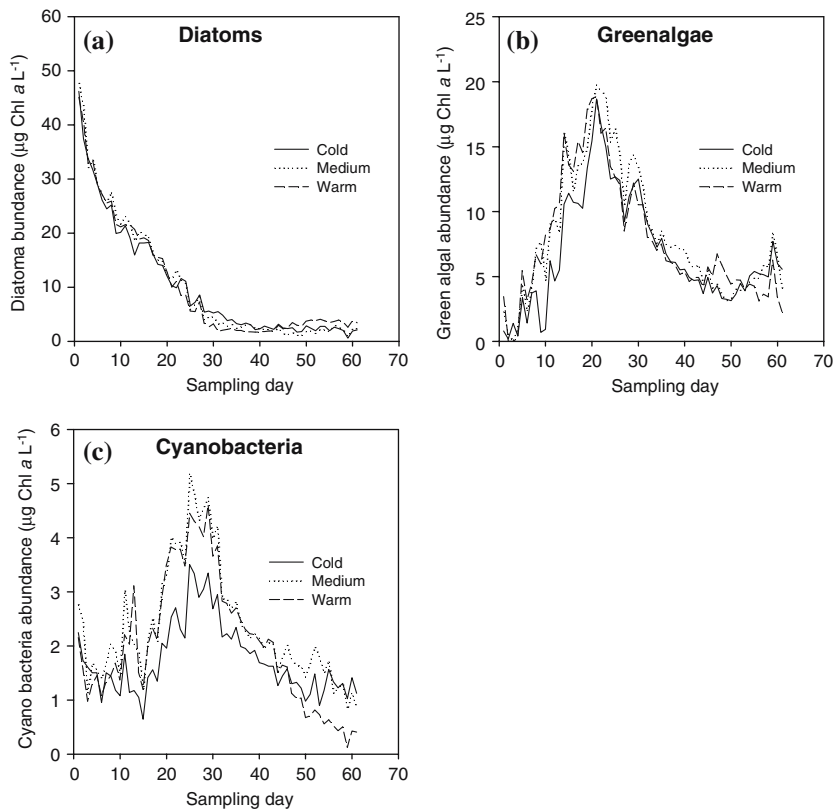 (a) Diatoms
60
50
40
30
20
10
0
Diatoma bundance (µg Chl a L-1)
Cold
Medium
Warm
0 10 20 30 40 50 60 70
Sampling day
(b) Greenalgae
25
20
15
10
5
0
Green algal abundance (µg Chl a L-1)
Cold
Medium
Warm
0 10 20 30 40 50 60 70
Sampling day
(c) Cyanobacteria
6
5
4
3
2
1
0
Cyano bacteria abundance (µg Chl a L-1)
Cold
Medium
Warm
0 10 20 30 40 50 60 70
Sampling day